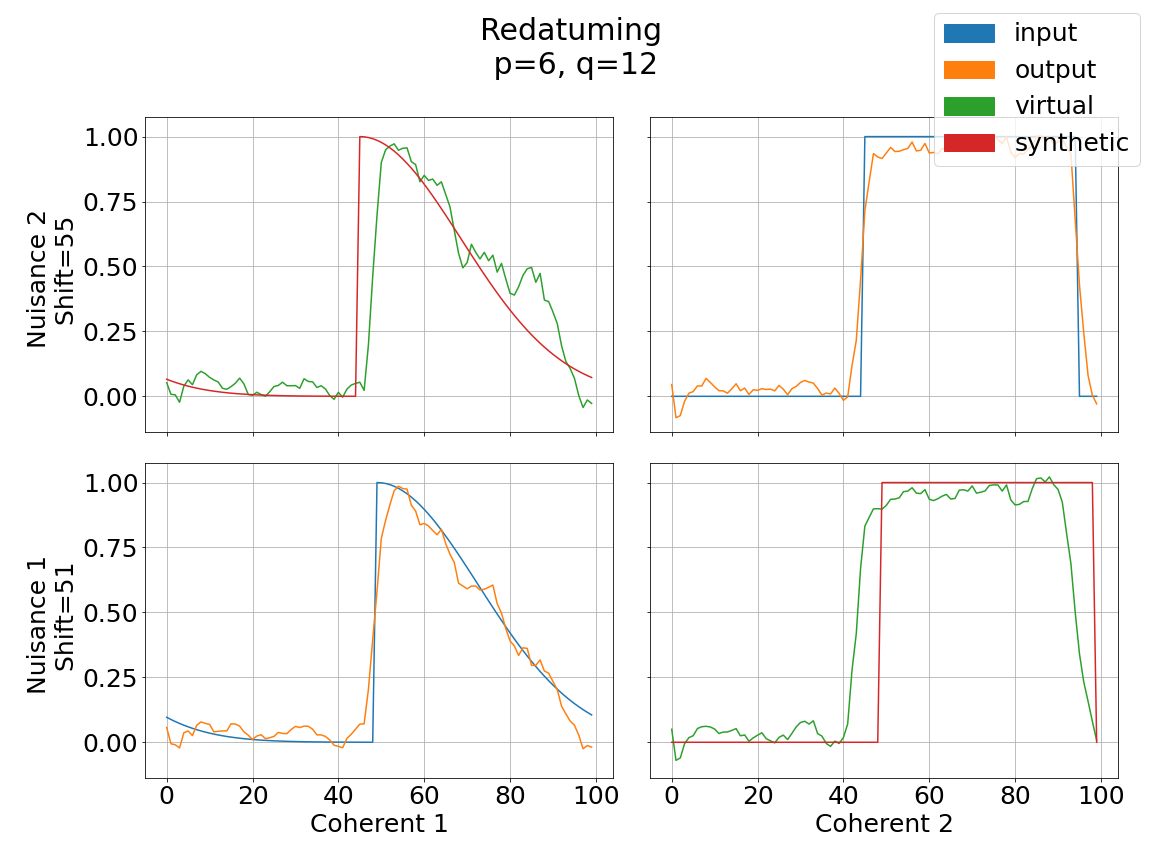 Redatuming
p=6, q=12
input
output
virtual
synthetic
Nuisance 2
Shift=55
1.00
0.75
0.50
0.25
0.00
Nuisance 1
Shift=51
1.00
0.75
0.50
0.25
0.00
0 20 40 60 80 100
0 20 40 60 80 100
Coherent 1
Coherent 2